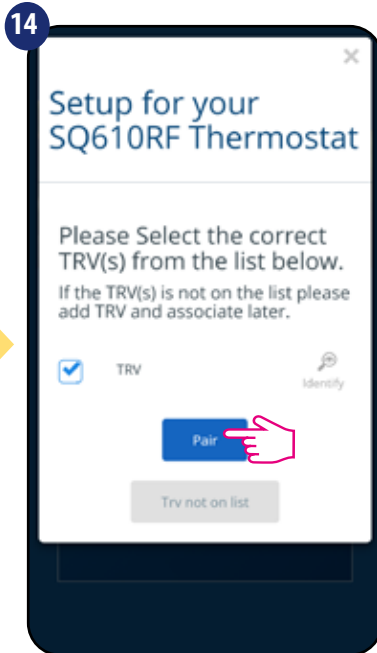 14
×
Setup for your
SQ610RF Thermostat
Please Select the correct
TRV(s) from the list below.
If the TRV(s) is not on the list please
add TRV and associate later.
TRV
Identify
Pair
Trv not on list